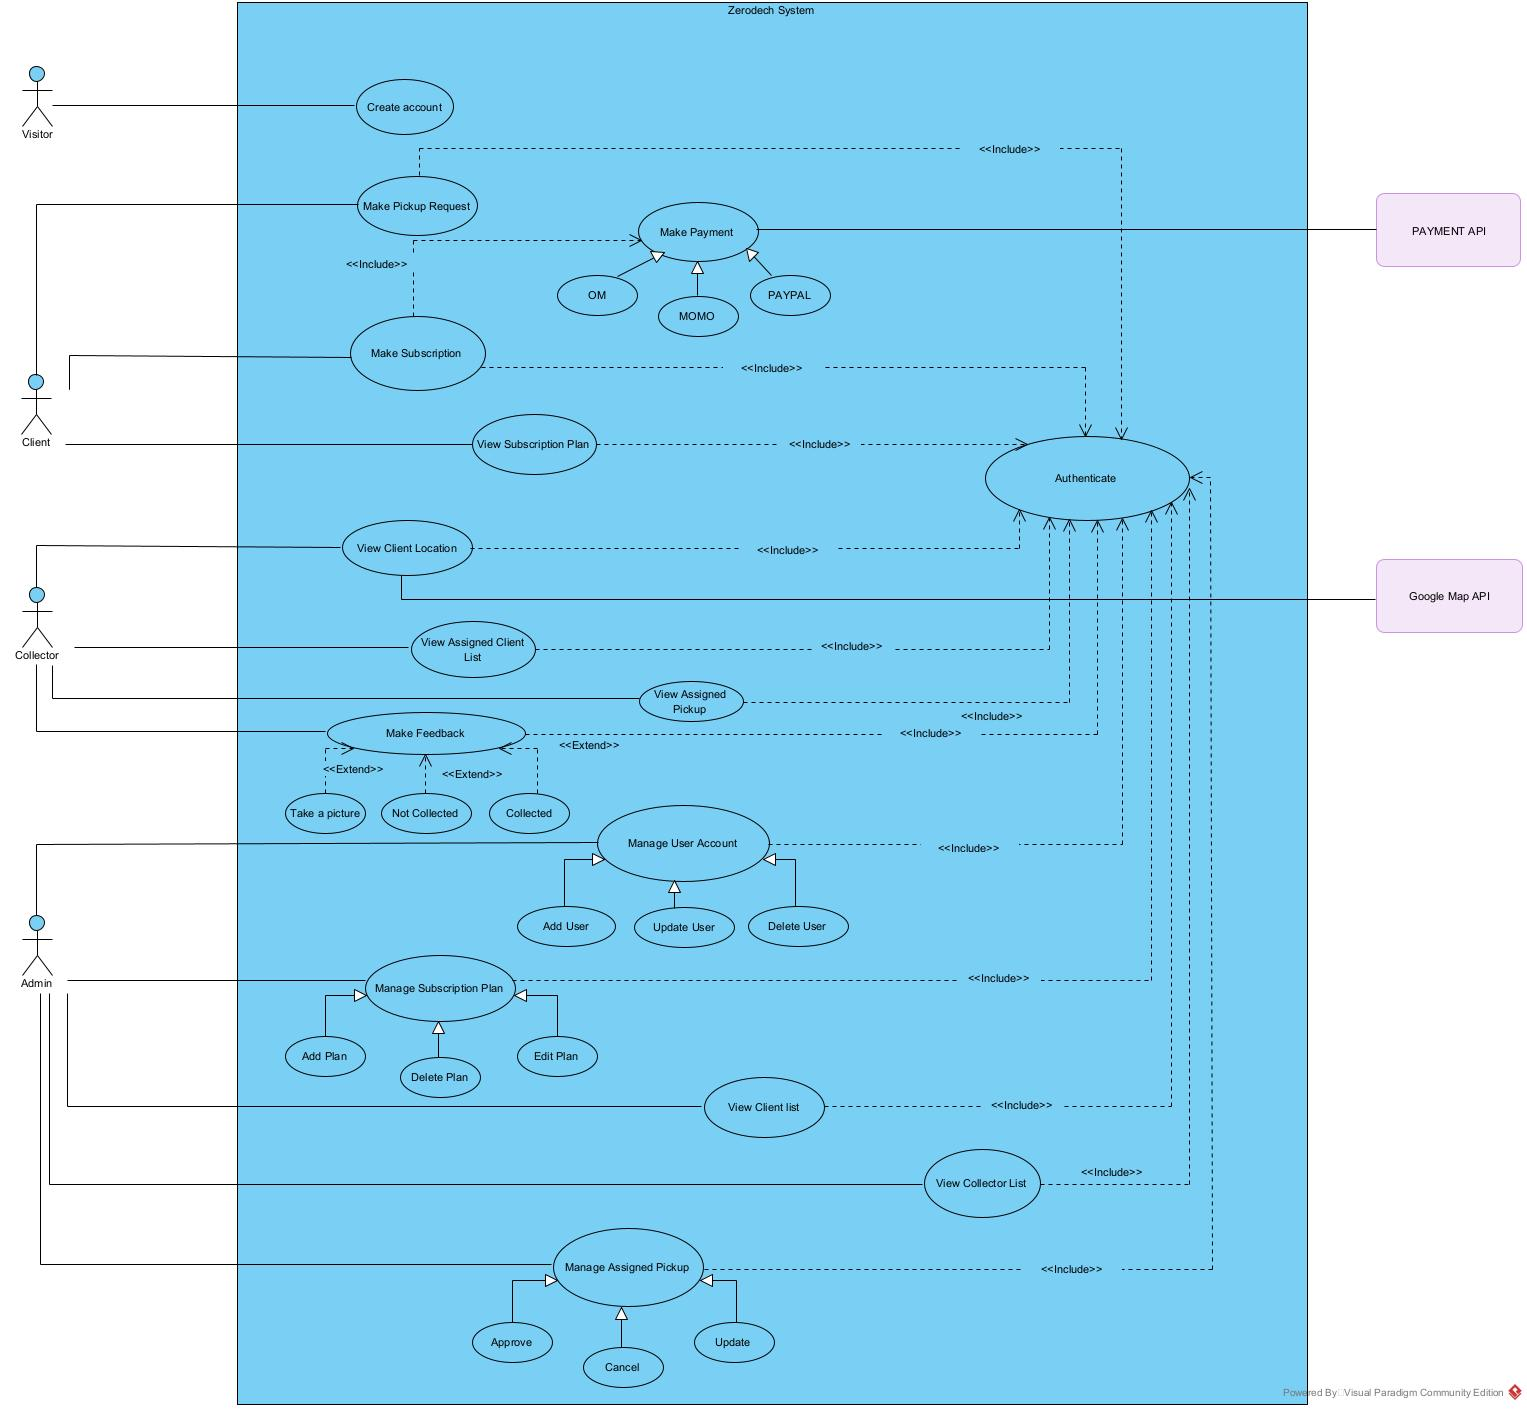 Zerodech System
Visitor
Create account
<<Include>>
Make Pickup Request
Make Payment
PAYMENT API
<<Include>>
OM
MOMO
PAYPAL
Make Subscription
<<Include>>
Client
View Subscription Plan
<<Include>>
Authenticate
View Client Location
<<Include>>
Google Map API
Collector
View Assigned Client
List
<<Include>>
View Assigned
Pickup
<<Include>>
Make Feedback
<<Include>>
<<Extend>>
<<Extend>>
<<Extend>>
Take a picture
Not Collected
Collected
Manage User Account
<<Include>>
Add User
Update User
Delete User
Admin
Manage Subscription Plan
<<Include>>
Add Plan
Delete Plan
Edit Plan
View Client list
<<Include>>
View Collector List
<<Include>>
Manage Assigned Pickup
<<Include>>
Approve
Cancel
Update
Powered By Visual Paradigm Community Edition